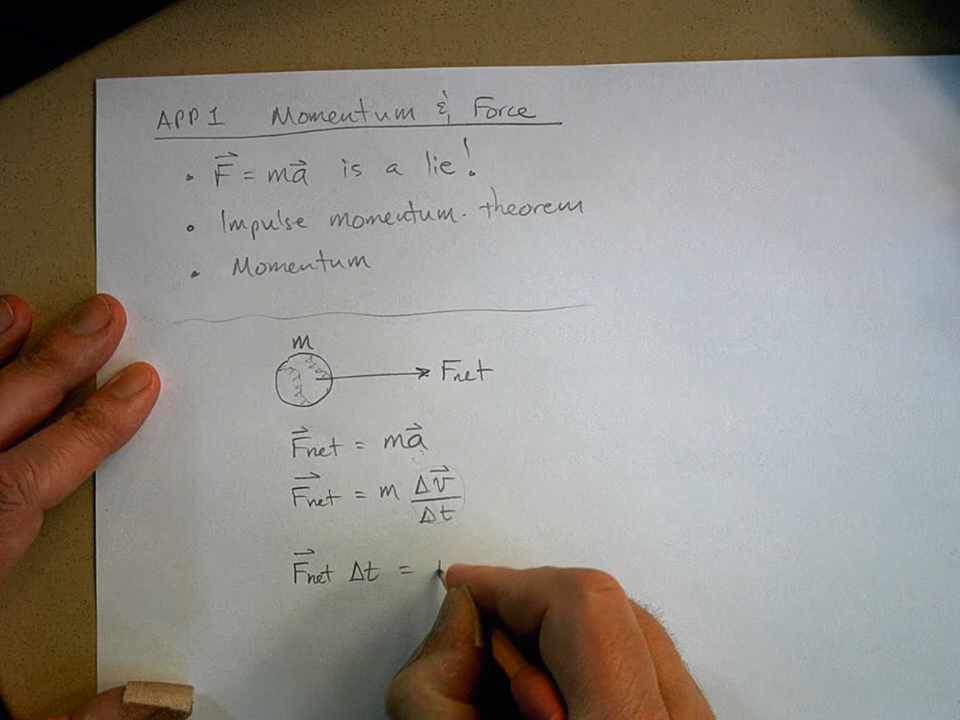 APP 1 Momentum & Force
• F⃗ = ma⃗ is a lie!
• Impulse momentum. theorem
• Momentum
m
Fnet
F⃗net = ma⃗
F⃗net = m Δv⃗/Δt
F⃗net Δt =